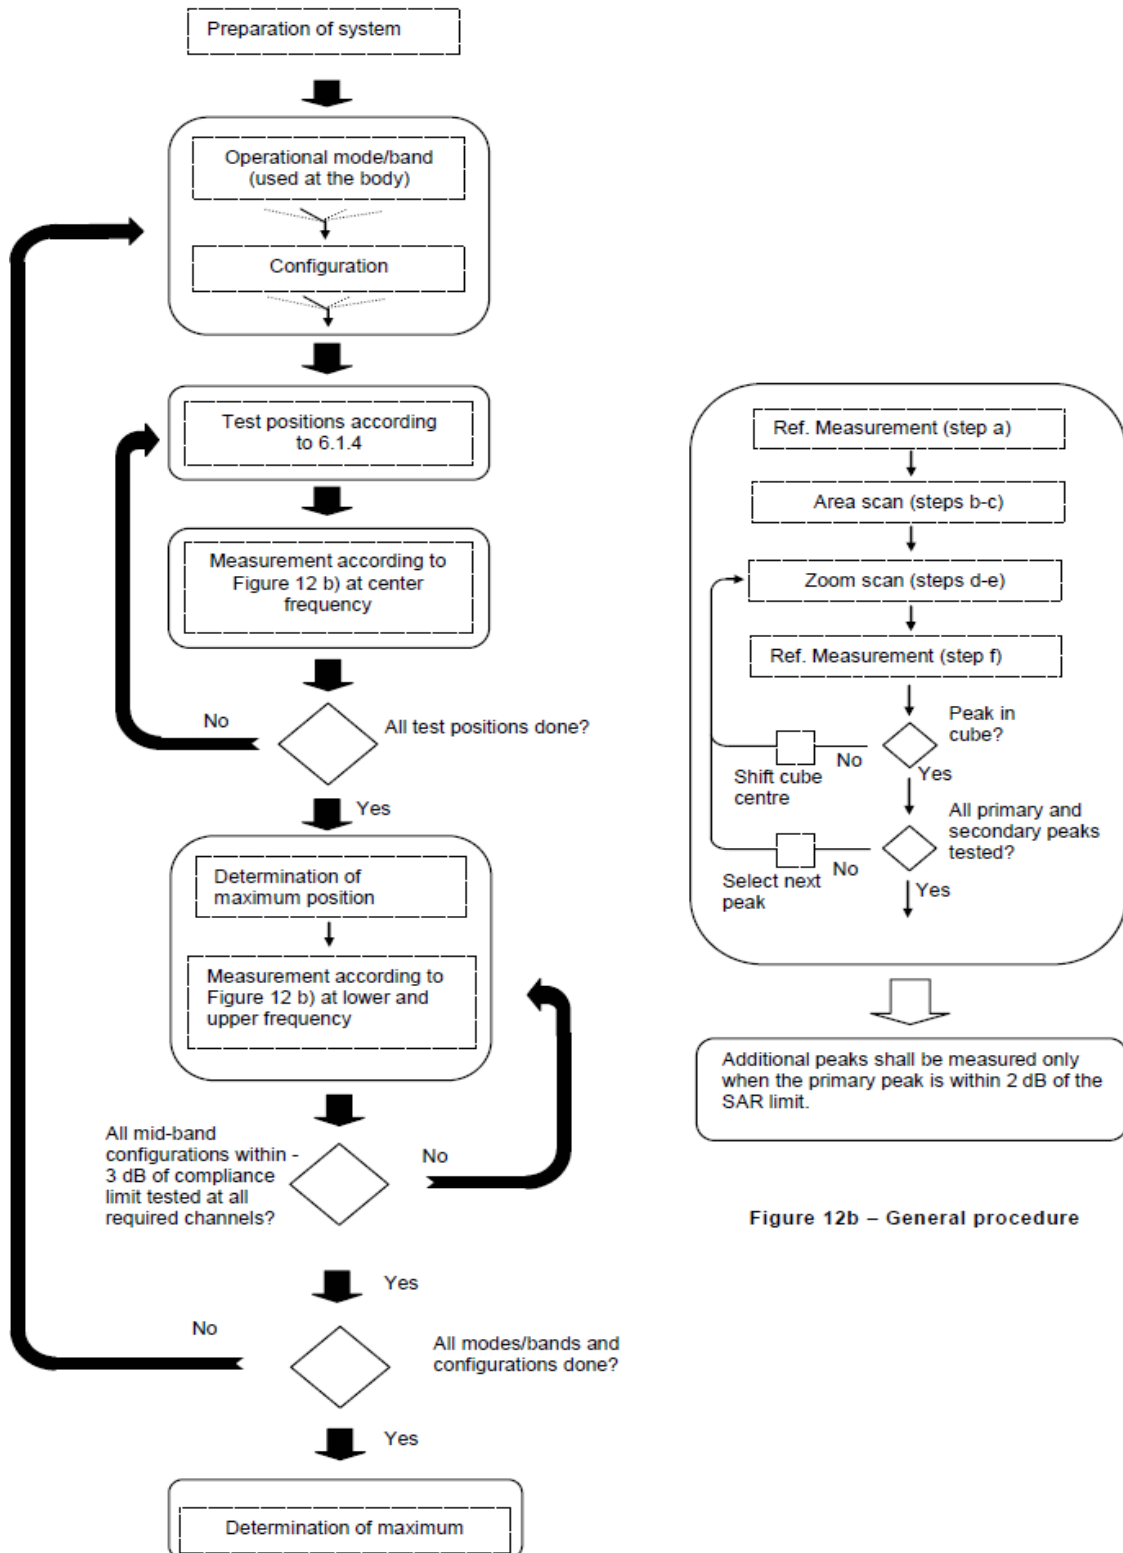 Preparation of system
Operational mode/band
(used at the body)
Configuration
Test positions according
to 6.1.4
Measurement according to
Figure 12 b) at center
frequency
No
All test positions done?
Yes
Determination of
maximum position
Measurement according to
Figure 12 b) at lower and
upper frequency
All mid-band
configurations within -
3 dB of compliance
limit tested at all
required channels?
No
Yes
No
All modes/bands and
configurations done?
Yes
Determination of maximum
Ref. Measurement (step a)
Area scan (steps b-c)
Zoom scan (steps d-e)
Ref. Measurement (step f)
Peak in
cube?
No
Yes
Shift cube
centre
All primary and
secondary peaks
tested?
No
Yes
Select next
peak
Additional peaks shall be measured only
when the primary peak is within 2 dB of the
SAR limit.
Figure 12b – General procedure